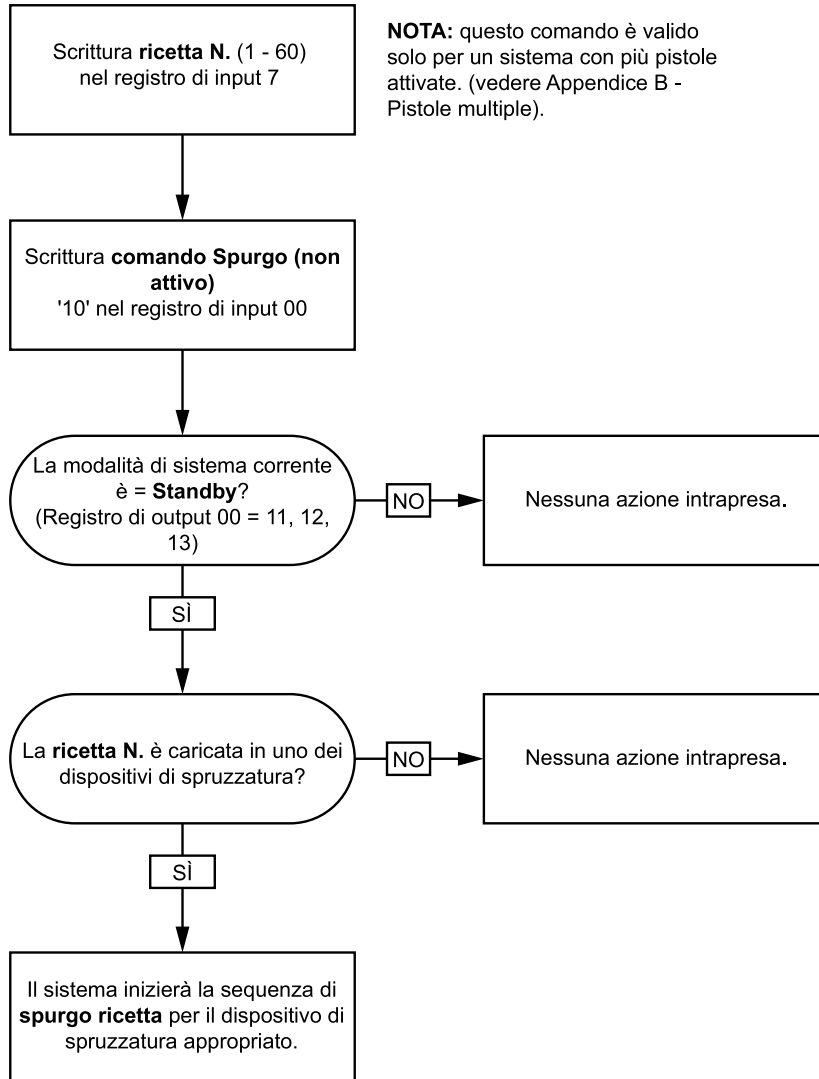 Scrittura ricetta N. (1 - 60)
nel registro di input 7
NOTA: questo comando è valido
solo per un sistema con più pistole
attivate. (vedere Appendice B -
Pistole multiple).
Scrittura comando Spurgo (non
attivo)
'10' nel registro di input 00
La modalità di sistema corrente
è = Standby?
(Registro di output 00 = 11, 12,
13)
NO
Nessuna azione intrapresa.
SÌ
La ricetta N. è caricata in uno dei
dispositivi di spruzzatura?
NO
Nessuna azione intrapresa.
SÌ
Il sistema inizierà la sequenza di
spurgo ricetta per il dispositivo di
spruzzatura appropriato.